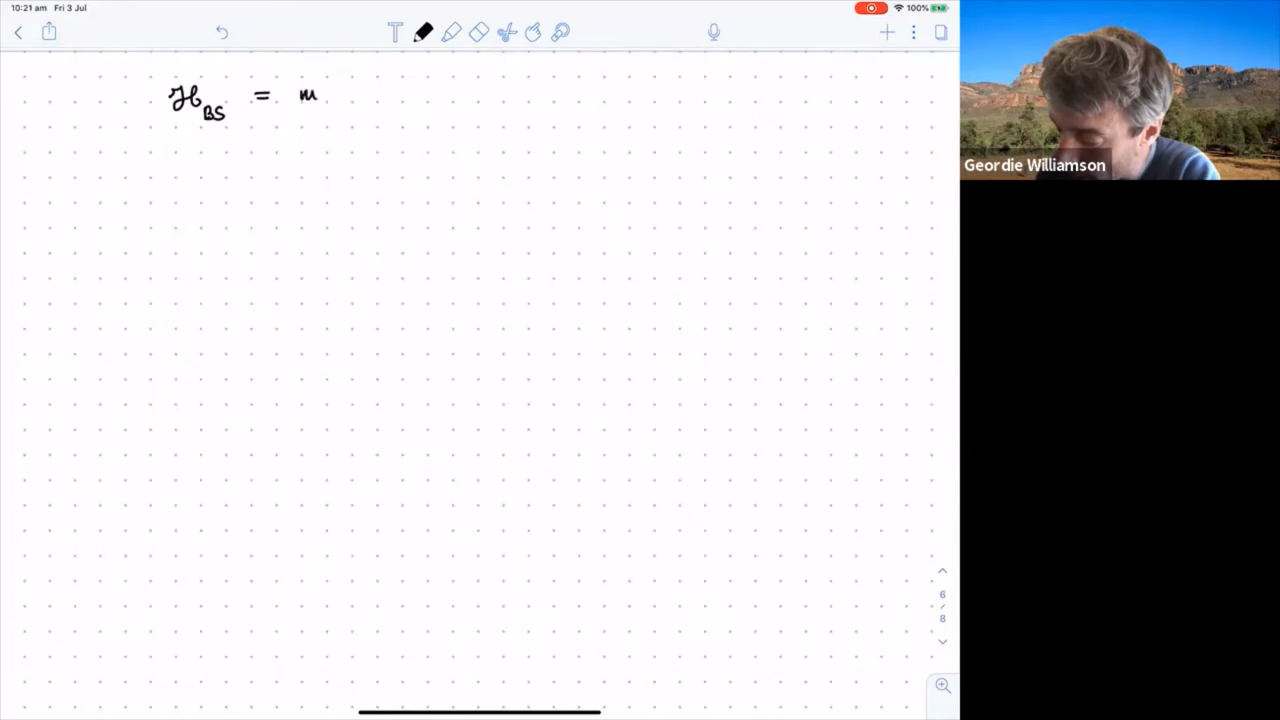 10:21 am Fri 3 Jul
100%
T
ℋ_BS = m
Geordie Williamson
6
/
8